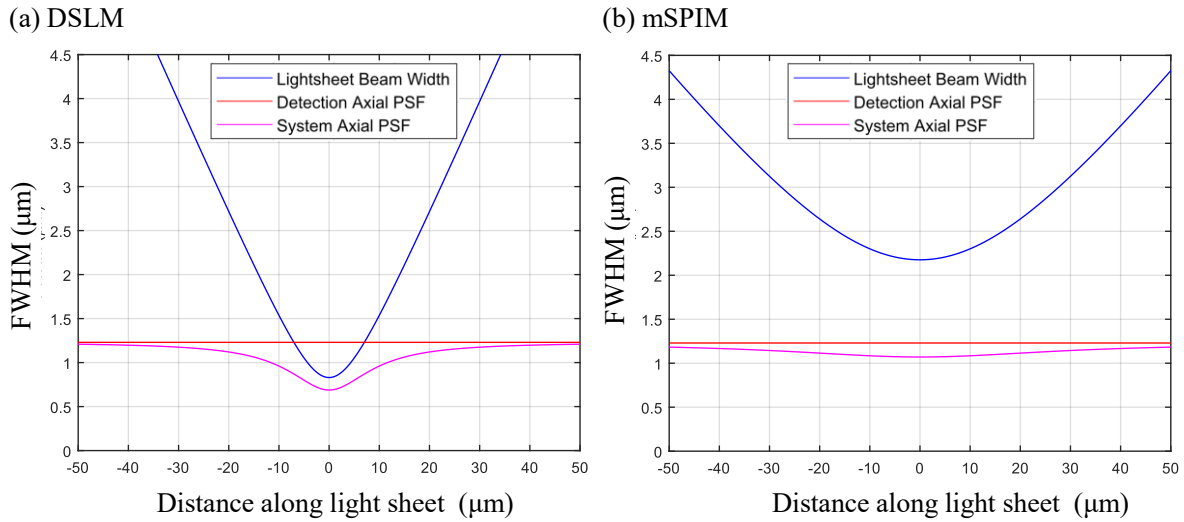 (a) DSLM
4.5
4
3.5
3
2.5
2
1.5
1
0.5
0
Lightsheet Beam Width
Detection Axial PSF
System Axial PSF
FWHM (μm)
-50 -40 -30 -20 -10 0 10 20 30 40 50
Distance along light sheet (μm)
(b) mSPIM
4.5
4
3.5
3
2.5
2
1.5
1
0.5
0
Lightsheet Beam Width
Detection Axial PSF
System Axial PSF
FWHM (μm)
-50 -40 -30 -20 -10 0 10 20 30 40 50
Distance along light sheet (μm)